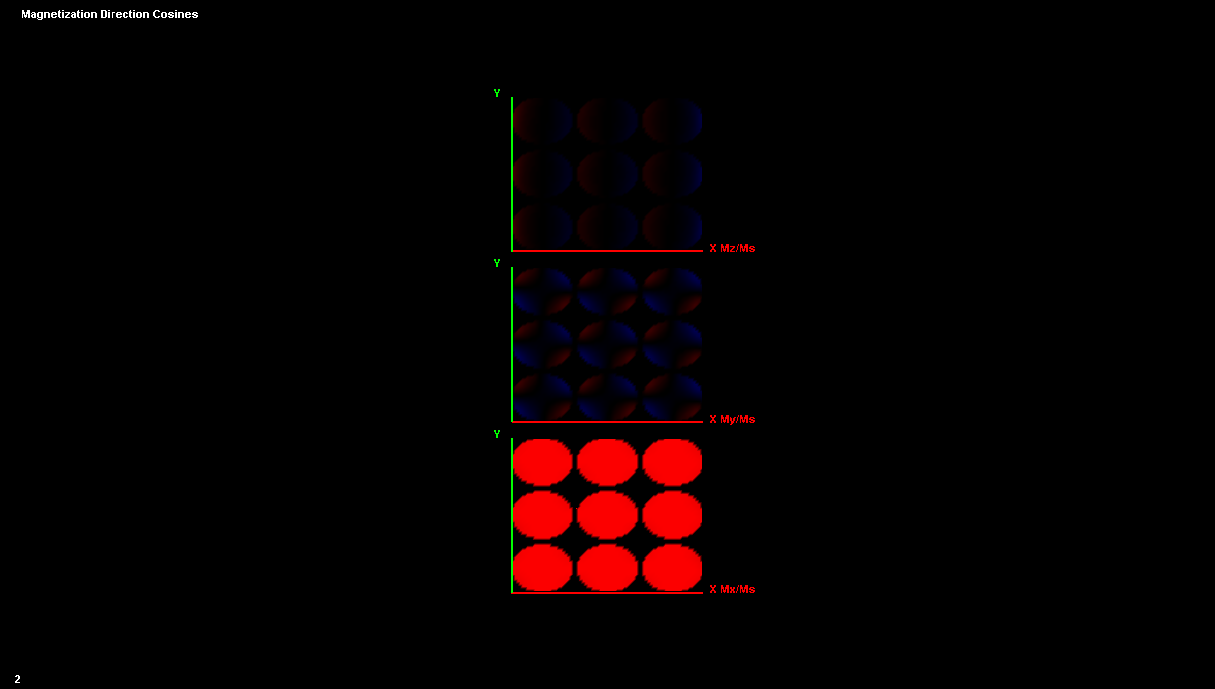 Magnetization Direction Cosines
Y
X Mz/Ms
Y
X My/Ms
Y
X Mx/Ms
2